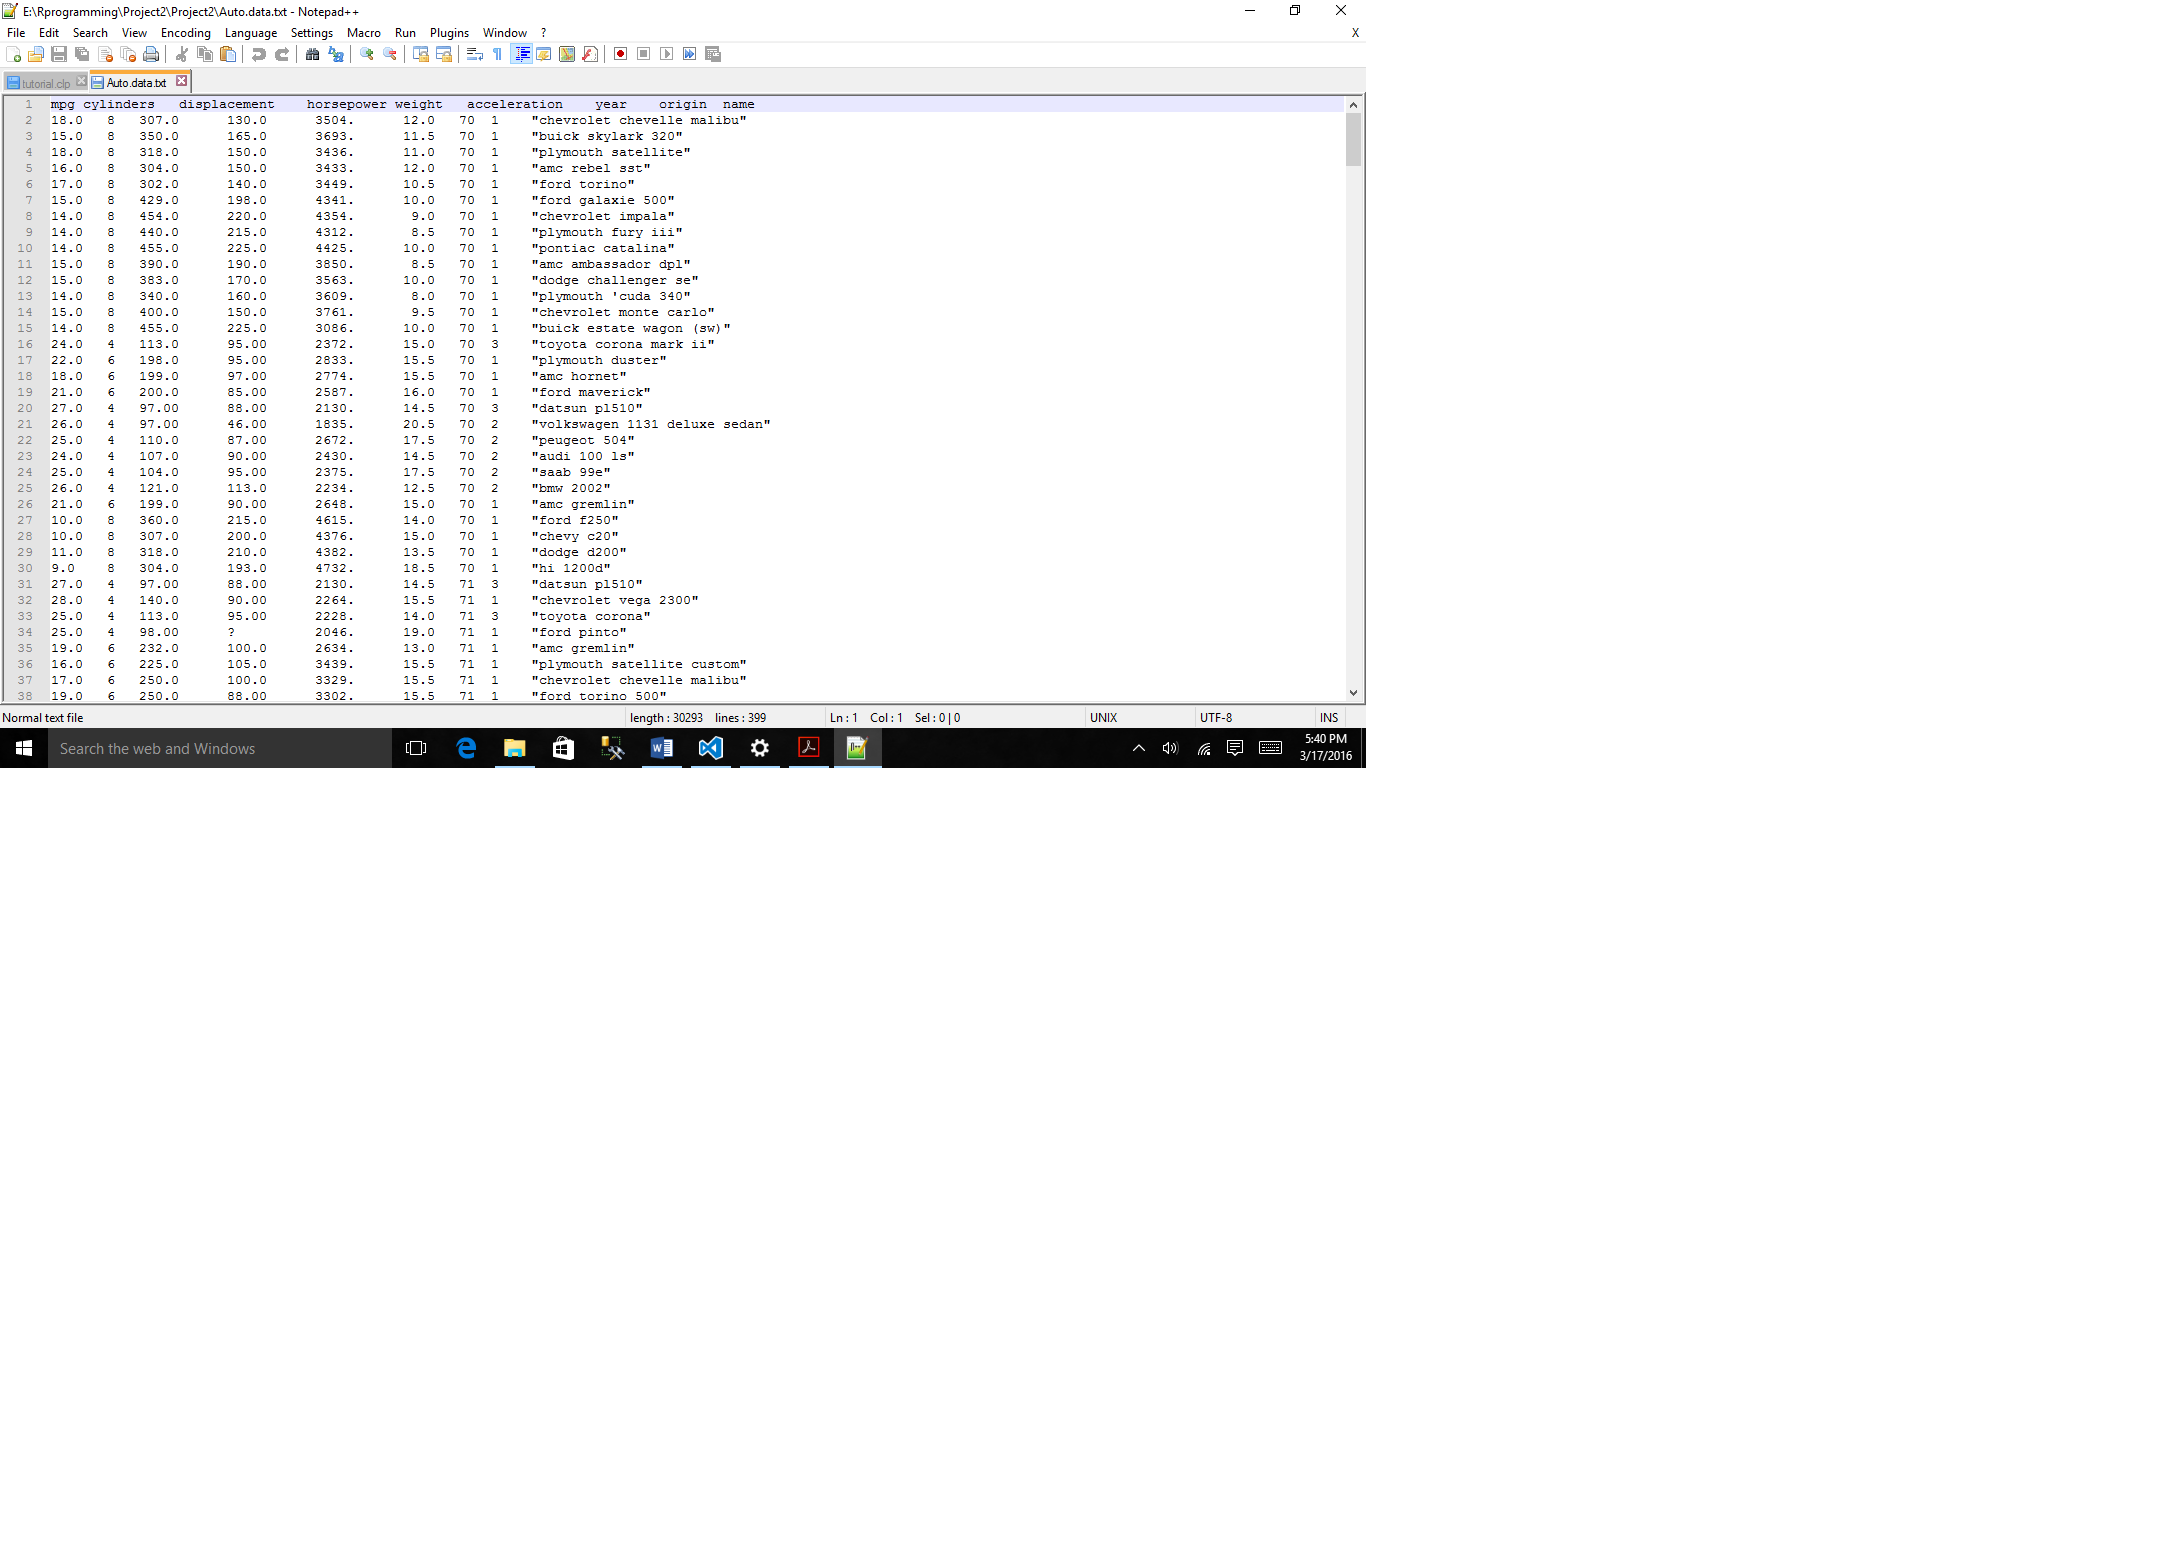 E:\Rprogramming\Project2\Project2\Auto.data.txt - Notepad++
File Edit Search View Encoding Language Settings Macro Run Plugins Window ? X
tutorial.clp Auto.data.txt
1 mpg cylinders displacement horsepower weight acceleration year origin name
2 18.0 8 307.0 130.0 3504. 12.0 70 1 "chevrolet chevelle malibu"
3 15.0 8 350.0 165.0 3693. 11.5 70 1 "buick skylark 320"
4 18.0 8 318.0 150.0 3436. 11.0 70 1 "plymouth satellite"
5 16.0 8 304.0 150.0 3433. 12.0 70 1 "amc rebel sst"
6 17.0 8 302.0 140.0 3449. 10.5 70 1 "ford torino"
7 15.0 8 429.0 198.0 4341. 10.0 70 1 "ford galaxie 500"
8 14.0 8 454.0 220.0 4354. 9.0 70 1 "chevrolet impala"
9 14.0 8 440.0 215.0 4312. 8.5 70 1 "plymouth fury iii"
10 14.0 8 455.0 225.0 4425. 10.0 70 1 "pontiac catalina"
11 15.0 8 390.0 190.0 3850. 8.5 70 1 "amc ambassador dpl"
12 15.0 8 383.0 170.0 3563. 10.0 70 1 "dodge challenger se"
13 14.0 8 340.0 160.0 3609. 8.0 70 1 "plymouth 'cuda 340"
14 15.0 8 400.0 150.0 3761. 9.5 70 1 "chevrolet monte carlo"
15 14.0 8 455.0 225.0 3086. 10.0 70 1 "buick estate wagon (sw)"
16 24.0 4 113.0 95.00 2372. 15.0 70 3 "toyota corona mark ii"
17 22.0 6 198.0 95.00 2833. 15.5 70 1 "plymouth duster"
18 18.0 6 199.0 97.00 2774. 15.5 70 1 "amc hornet"
19 21.0 6 200.0 85.00 2587. 16.0 70 1 "ford maverick"
20 27.0 4 97.00 88.00 2130. 14.5 70 3 "datsun pl510"
21 26.0 4 97.00 46.00 1835. 20.5 70 2 "volkswagen 1131 deluxe sedan"
22 25.0 4 110.0 87.00 2672. 17.5 70 2 "peugeot 504"
23 24.0 4 107.0 90.00 2430. 14.5 70 2 "audi 100 ls"
24 25.0 4 104.0 95.00 2375. 17.5 70 2 "saab 99e"
25 26.0 4 121.0 113.0 2234. 12.5 70 2 "bmw 2002"
26 21.0 6 199.0 90.00 2648. 15.0 70 1 "amc gremlin"
27 10.0 8 360.0 215.0 4615. 14.0 70 1 "ford f250"
28 10.0 8 307.0 200.0 4376. 15.0 70 1 "chevy c20"
29 11.0 8 318.0 210.0 4382. 13.5 70 1 "dodge d200"
30 9.0 8 304.0 193.0 4732. 18.5 70 1 "hi 1200d"
31 27.0 4 97.00 88.00 2130. 14.5 71 3 "datsun pl510"
32 28.0 4 140.0 90.00 2264. 15.5 71 1 "chevrolet vega 2300"
33 25.0 4 113.0 95.00 2228. 14.0 71 3 "toyota corona"
34 25.0 4 98.00 ? 2046. 19.0 71 1 "ford pinto"
35 19.0 6 232.0 100.0 2634. 13.0 71 1 "amc gremlin"
36 16.0 6 225.0 105.0 3439. 15.5 71 1 "plymouth satellite custom"
37 17.0 6 250.0 100.0 3329. 15.5 71 1 "chevrolet chevelle malibu"
38 19.0 6 250.0 88.00 3302. 15.5 71 1 "ford torino 500"
Normal text file length : 30293 lines : 399 Ln : 1 Col : 1 Sel : 0 | 0 UNIX UTF-8 INS
Search the web and Windows
5:40 PM
3/17/2016